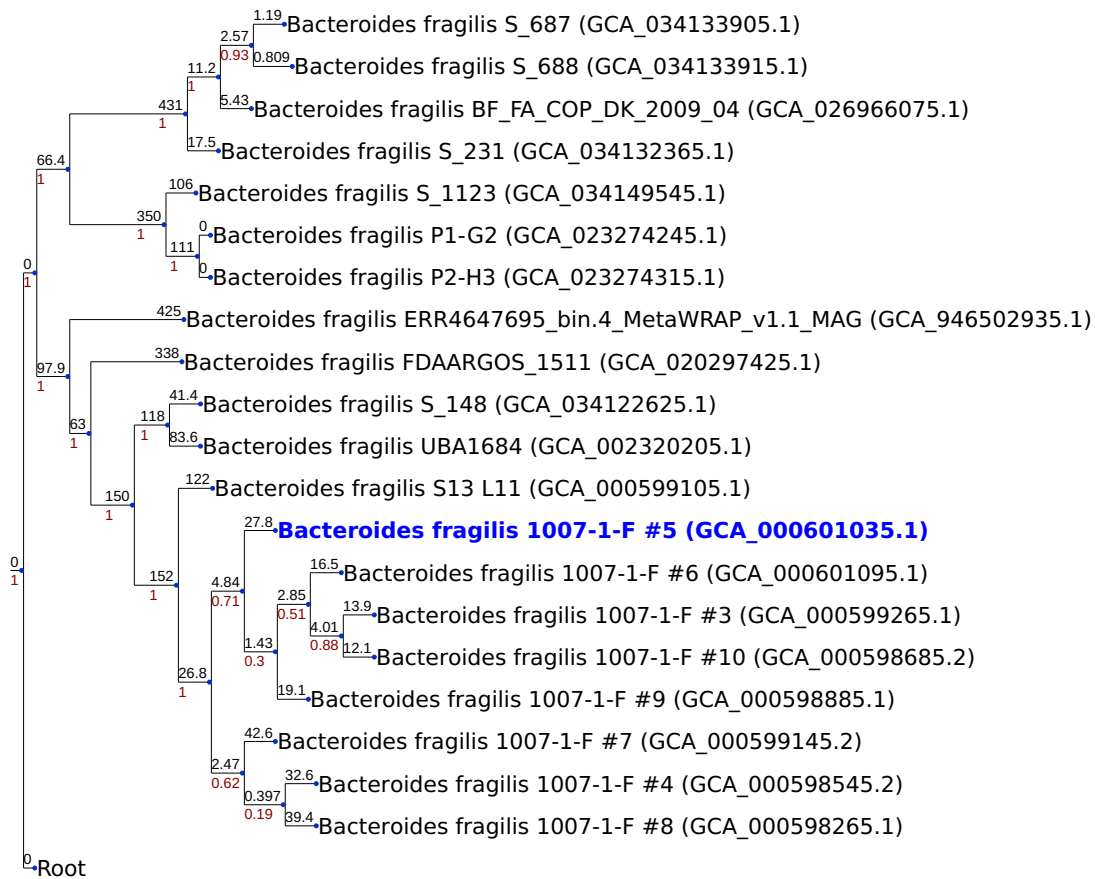 1.19 Bacteroides fragilis S_687 (GCA_034133905.1)
2.57
0.93 0.809 Bacteroides fragilis S_688 (GCA_034133915.1)
11.2
1 5.43 Bacteroides fragilis BF_FA_COP_DK_2009_04 (GCA_026966075.1)
431
1 17.5 Bacteroides fragilis S_231 (GCA_034132365.1)
66.4
1 106 Bacteroides fragilis S_1123 (GCA_034149545.1)
350
1 0 Bacteroides fragilis P1-G2 (GCA_023274245.1)
111
1 0 Bacteroides fragilis P2-H3 (GCA_023274315.1)
0
1
425 Bacteroides fragilis ERR4647695_bin.4_MetaWRAP_v1.1_MAG (GCA_946502935.1)
97.9
1 338 Bacteroides fragilis FDAARGOS_1511 (GCA_020297425.1)
63
1 41.4 Bacteroides fragilis S_148 (GCA_034122625.1)
118
1 83.6 Bacteroides fragilis UBA1684 (GCA_002320205.1)
150
1 122 Bacteroides fragilis S13 L11 (GCA_000599105.1)
27.8 Bacteroides fragilis 1007-1-F #5 (GCA_000601035.1)
0
1
152
1
4.84
0.71
16.5 Bacteroides fragilis 1007-1-F #6 (GCA_000601095.1)
2.85
0.51
13.9 Bacteroides fragilis 1007-1-F #3 (GCA_000599265.1)
4.01
0.88
12.1 Bacteroides fragilis 1007-1-F #10 (GCA_000598685.2)
1.43
0.3
19.1 Bacteroides fragilis 1007-1-F #9 (GCA_000598885.1)
26.8
1
42.6 Bacteroides fragilis 1007-1-F #7 (GCA_000599145.2)
2.47
0.62
32.6 Bacteroides fragilis 1007-1-F #4 (GCA_000598545.2)
0.397
0.19
39.4 Bacteroides fragilis 1007-1-F #8 (GCA_000598265.1)
0 Root